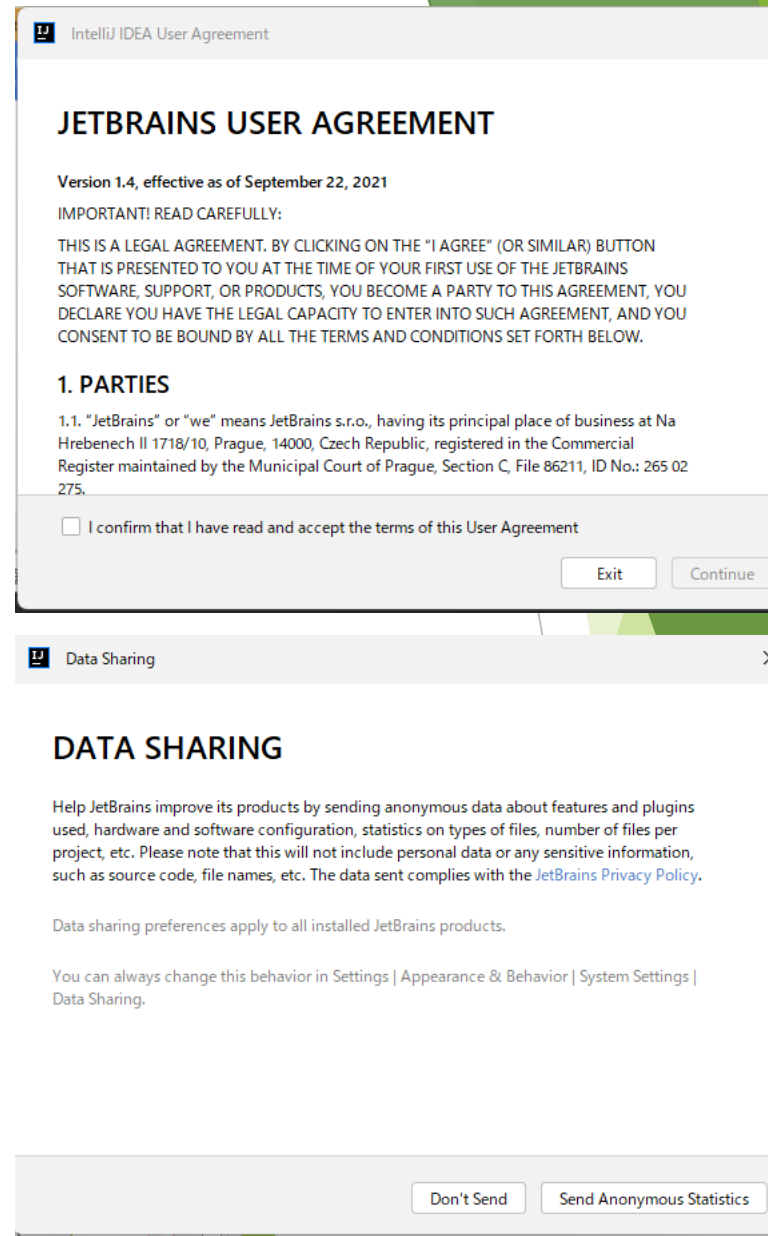 IntelliJ IDEA User Agreement
JETBRAINS USER AGREEMENT
Version 1.4, effective as of September 22, 2021
IMPORTANT! READ CAREFULLY:
THIS IS A LEGAL AGREEMENT. BY CLICKING ON THE “I AGREE” (OR SIMILAR) BUTTON
THAT IS PRESENTED TO YOU AT THE TIME OF YOUR FIRST USE OF THE JETBRAINS
SOFTWARE, SUPPORT, OR PRODUCTS, YOU BECOME A PARTY TO THIS AGREEMENT, YOU
DECLARE YOU HAVE THE LEGAL CAPACITY TO ENTER INTO SUCH AGREEMENT, AND YOU
CONSENT TO BE BOUND BY ALL THE TERMS AND CONDITIONS SET FORTH BELOW.
1. PARTIES
1.1. “JetBrains” or “we” means JetBrains s.r.o., having its principal place of business at Na
Hrebenech II 1718/10, Prague, 14000, Czech Republic, registered in the Commercial
Register maintained by the Municipal Court of Prague, Section C, File 86211, ID No.: 265 02
275.
I confirm that I have read and accept the terms of this User Agreement
Exit
Continue
Data Sharing
DATA SHARING
Help JetBrains improve its products by sending anonymous data about features and plugins
used, hardware and software configuration, statistics on types of files, number of files per
project, etc. Please note that this will not include personal data or any sensitive information,
such as source code, file names, etc. The data sent complies with the JetBrains Privacy Policy.
Data sharing preferences apply to all installed JetBrains products.
You can always change this behavior in Settings | Appearance & Behavior | System Settings |
Data Sharing.
Don't Send
Send Anonymous Statistics